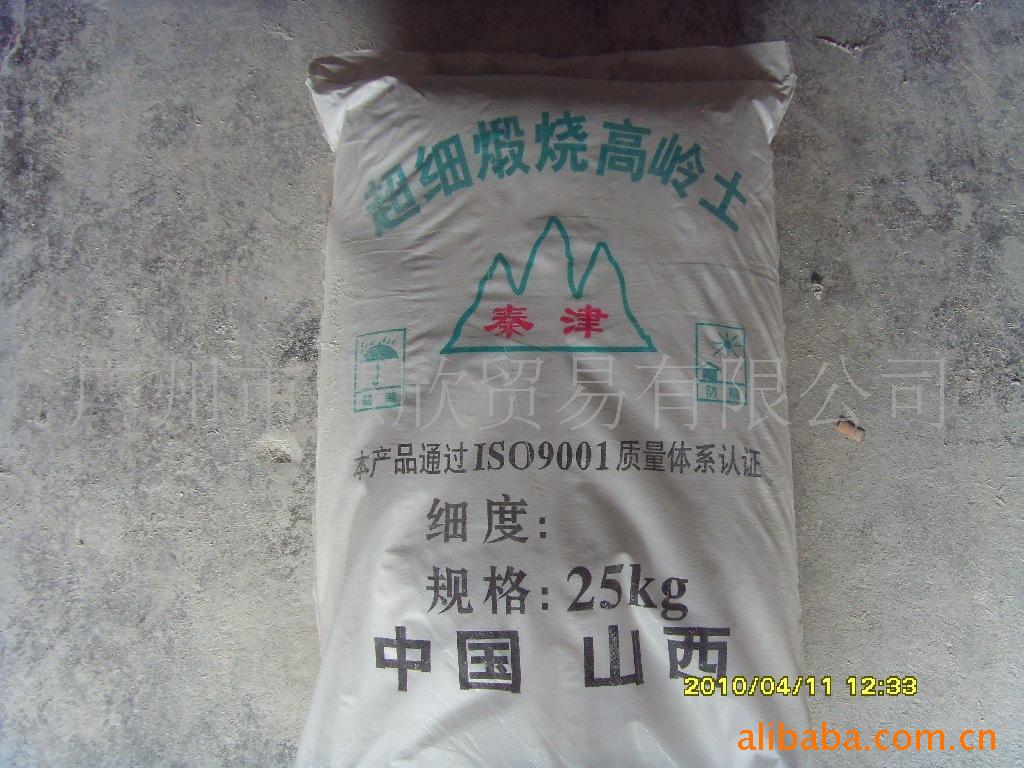 超细煅烧高岭土
泰津
广州市 欣贸易有限公司
本产品通过ISO9001质量体系认证
细度：
规格：25kg
中国 山西
2010/04/11 12:33
alibaba.com.cn